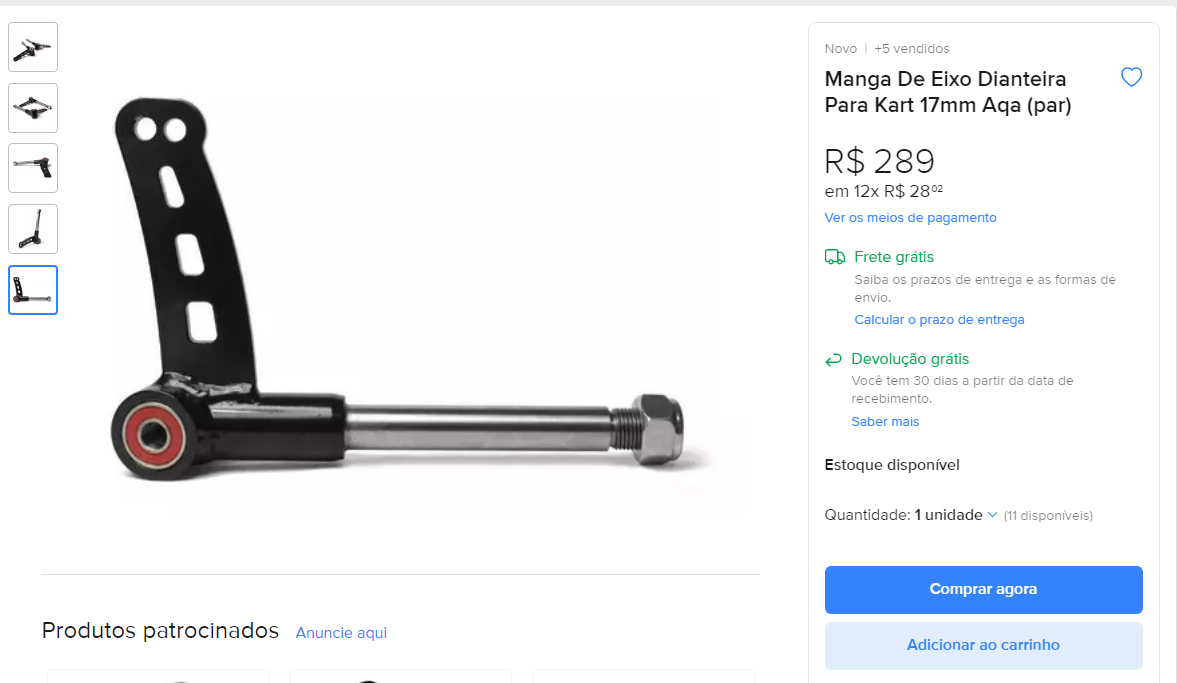 Novo | +5 vendidos
Manga De Eixo Dianteira
Para Kart 17mm Aqa (par)
R$ 289
em 12x R$ 28⁰²
Ver os meios de pagamento
Frete grátis
Saiba os prazos de entrega e as formas de
envio.
Calcular o prazo de entrega
Devolução grátis
Você tem 30 dias a partir da data de
recebimento.
Saber mais
Estoque disponível
Quantidade: 1 unidade (11 disponíveis)
Comprar agora
Adicionar ao carrinho
Produtos patrocinados Anuncie aqui